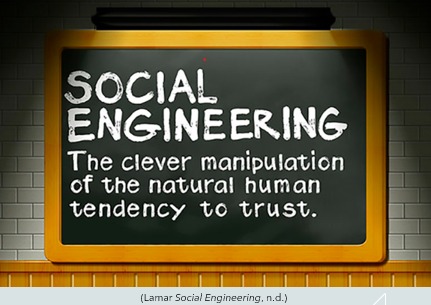 SOCIAL
ENGINEERING
The clever manipulation
of the natural human
tendency to trust.
(Lamar Social Engineering, n.d.)